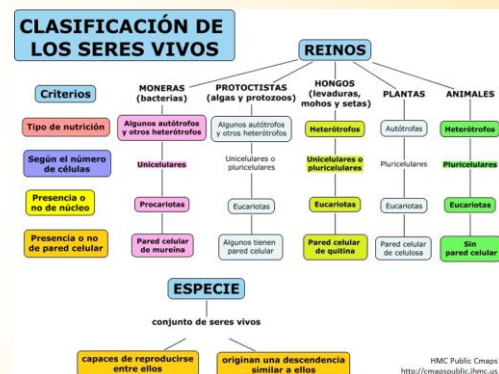 CLASIFICACIÓN DE
LOS SERES VIVOS
REINOS
Criterios
MONERAS
(bacterias)
PROTOCTISTAS
(algas y protozoos)
HONGOS
(levaduras,
mohos y setas)
PLANTAS
ANIMALES
Tipo de nutrición
Algunos autótrofos
y otros heterótrofos
Algunos autótrofos
y otros heterótrofos
Heterótrofos
Autótrofas
Heterótrofos
Según el número
de células
Unicelulares
Unicelulares o
pluricelulares
Unicelulares o
pluricelulares
Pluricelulares
Pluricelulares
Presencia o
no de núcleo
Procariotas
Eucariotas
Eucariotas
Eucariotas
Eucariotas
Presencia o no
de pared celular
Pared celular
de mureína
Algunos tienen
pared celular
Pared celular
de quitina
Pared celular
de celulosa
Sin
pared celular
ESPECIE
conjunto de seres vivos
capaces de reproducirse
entre ellos
originan una descendencia
similar a ellos
HMC Public Cmaps
http://cmapspublic.ihmc.us